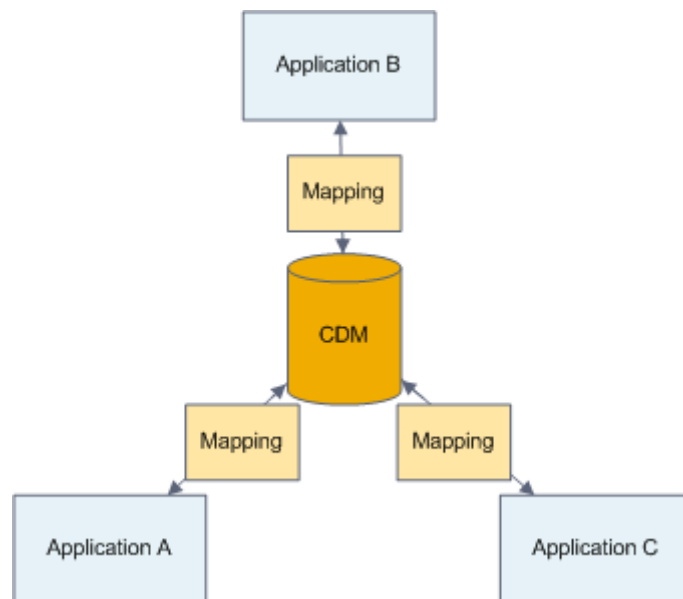 Application B
Mapping
CDM
Mapping
Mapping
Application A
Application C